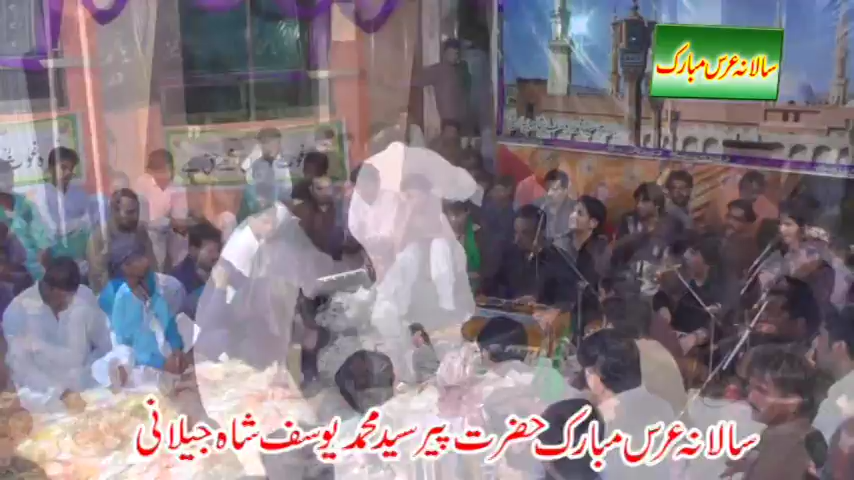 سالانہ عرس مبارک
سالانہ عرس مبارک حضرت پیر سید محمد یوسف شاہ جیلانی